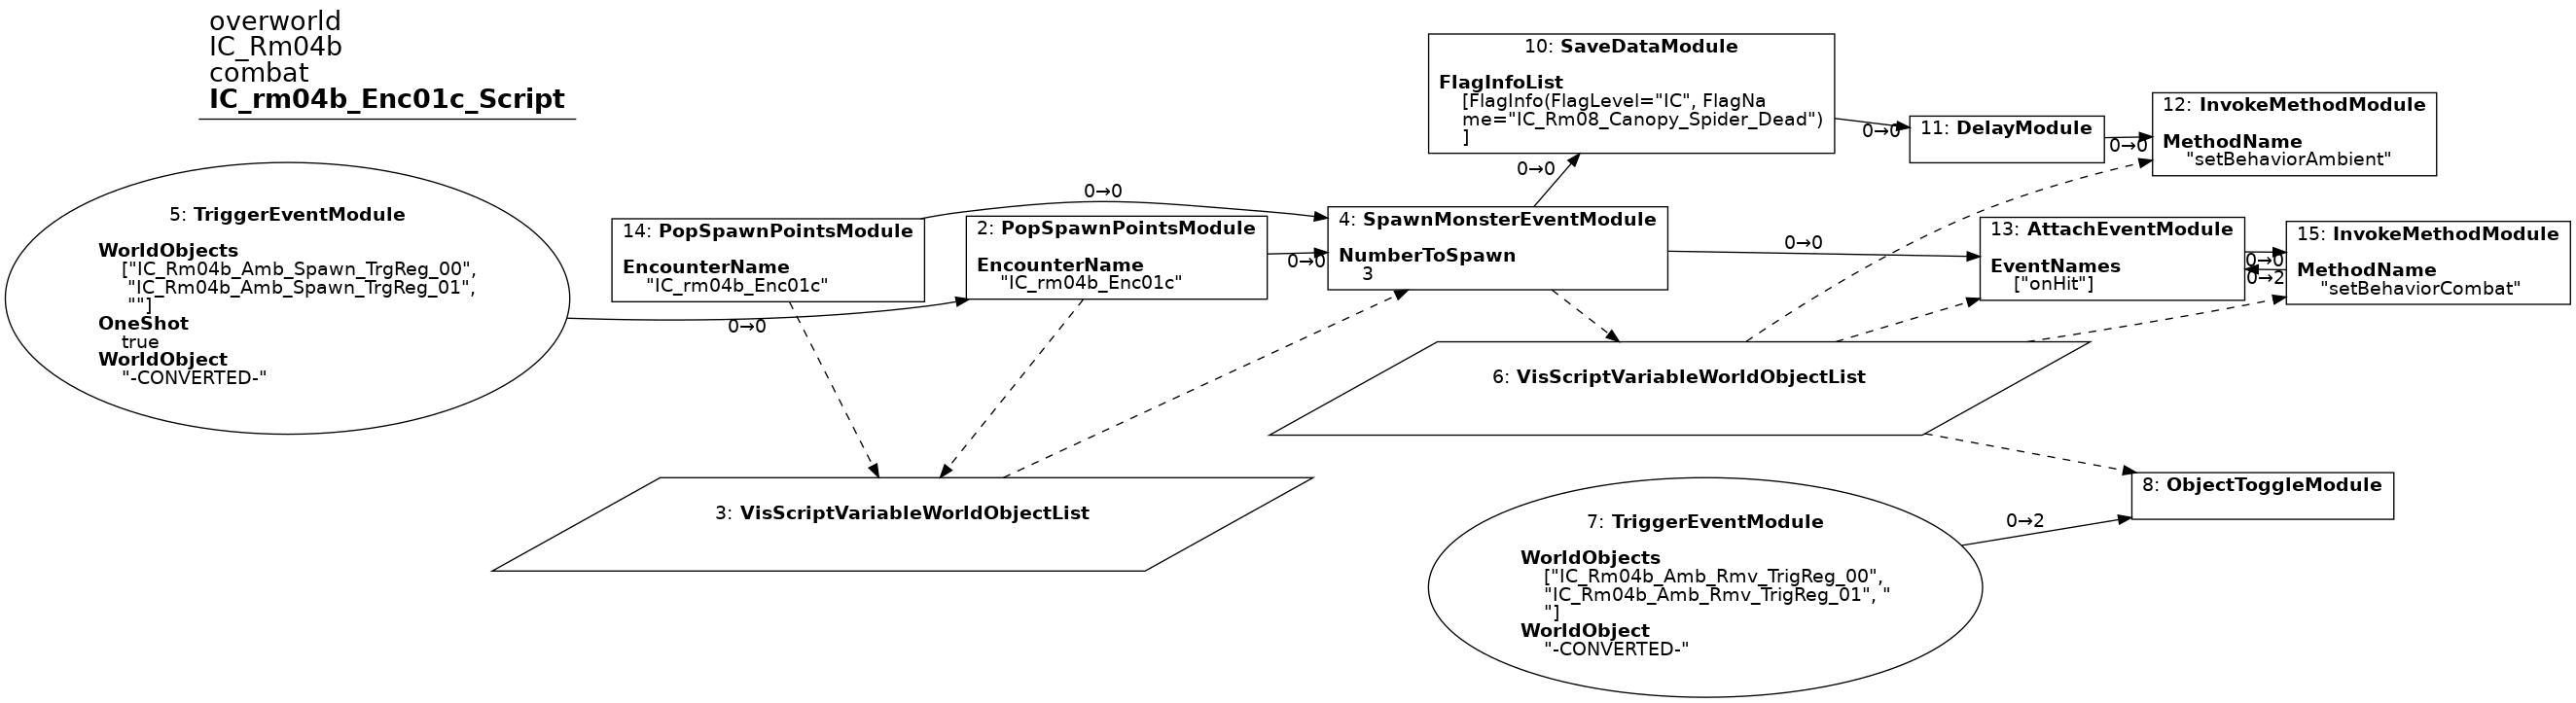 overworld
IC_Rm04b
combat
IC_rm04b_Enc01c_Script
5: TriggerEventModule
WorldObjects
["IC_Rm04b_Amb_Spawn_TrgReg_00",
"IC_Rm04b_Amb_Spawn_TrgReg_01",
""]
OneShot
true
WorldObject
"-CONVERTED-"
0→0
14: PopSpawnPointsModule
EncounterName
"IC_rm04b_Enc01c"
0→0
2: PopSpawnPointsModule
EncounterName
"IC_rm04b_Enc01c"
0→0
4: SpawnMonsterEventModule
NumberToSpawn
3
0→0
0→0
10: SaveDataModule
FlagInfoList
[FlagInfo(FlagLevel="IC", FlagNa
me="IC_Rm08_Canopy_Spider_Dead")
]
0→0
11: DelayModule
0→0
12: InvokeMethodModule
MethodName
"setBehaviorAmbient"
13: AttachEventModule
EventNames
["onHit"]
0→0
0→2
15: InvokeMethodModule
MethodName
"setBehaviorCombat"
6: VisScriptVariableWorldObjectList
3: VisScriptVariableWorldObjectList
7: TriggerEventModule
WorldObjects
["IC_Rm04b_Amb_Rmv_TrigReg_00",
"IC_Rm04b_Amb_Rmv_TrigReg_01", "
"]
WorldObject
"-CONVERTED-"
0→2
8: ObjectToggleModule